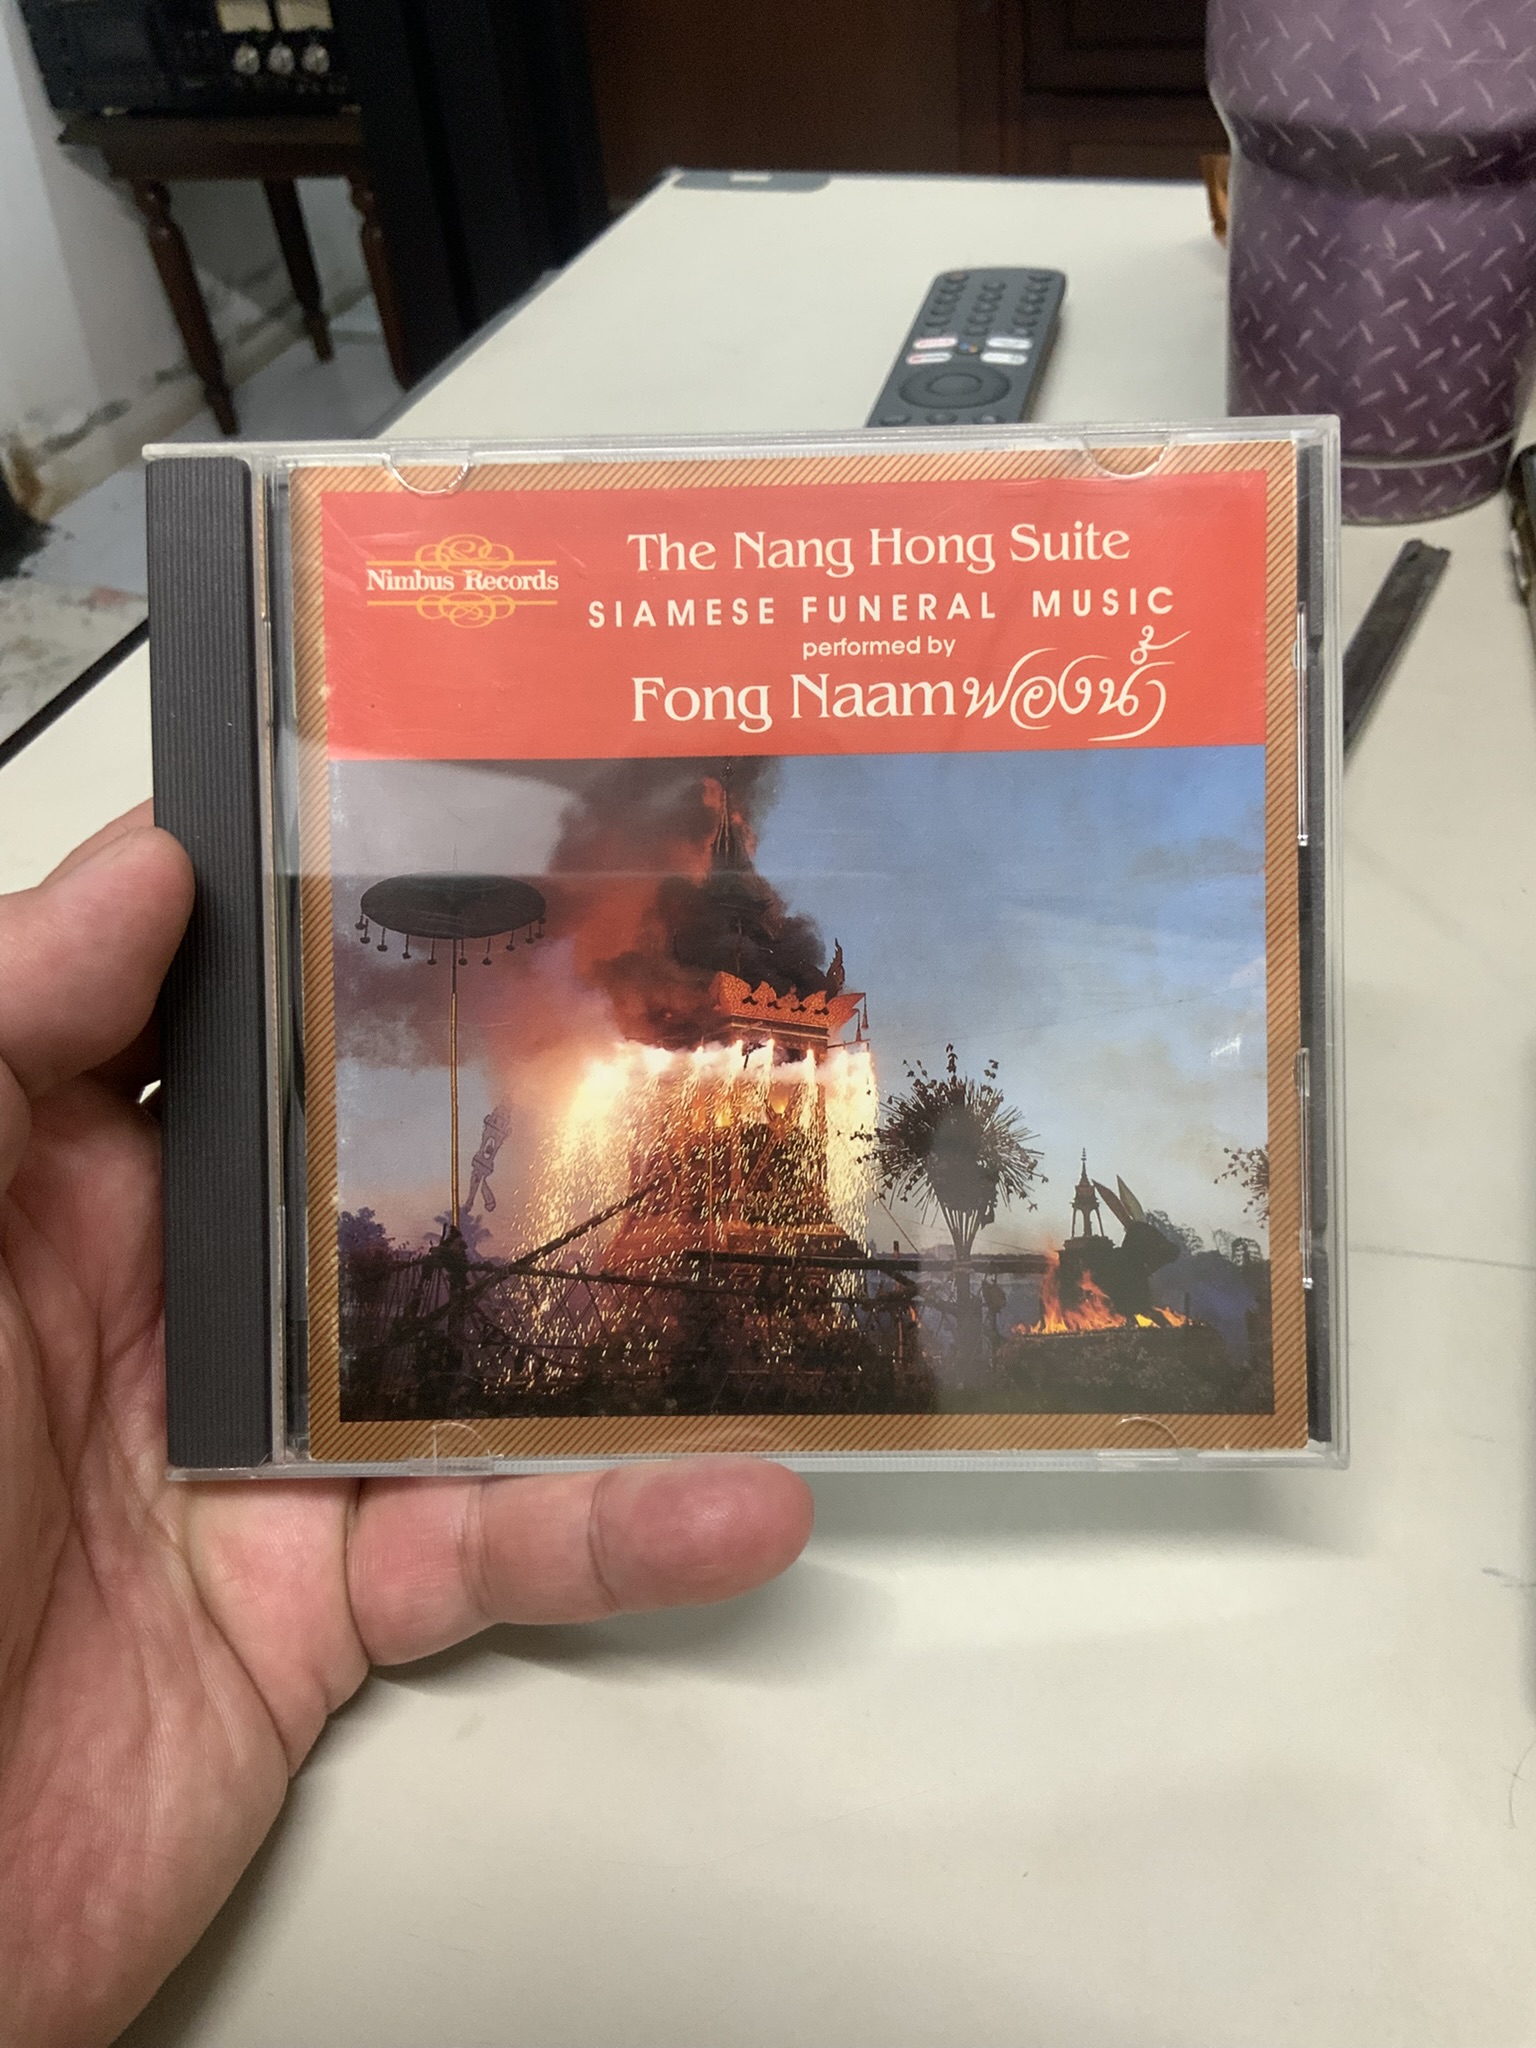 Nimbus Records
The Nang Hong Suite
SIAMESE FUNERAL MUSIC
performed by
Fong Naam ฟองน้ำ